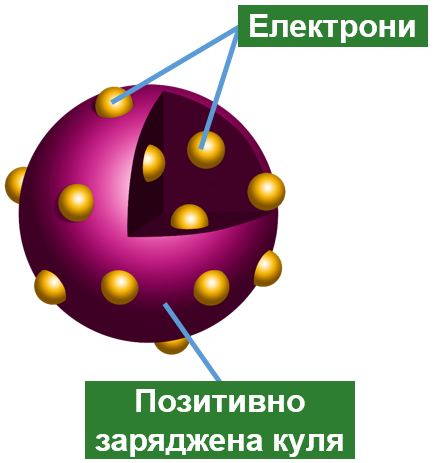 Електрони
Позитивно
заряджена куля